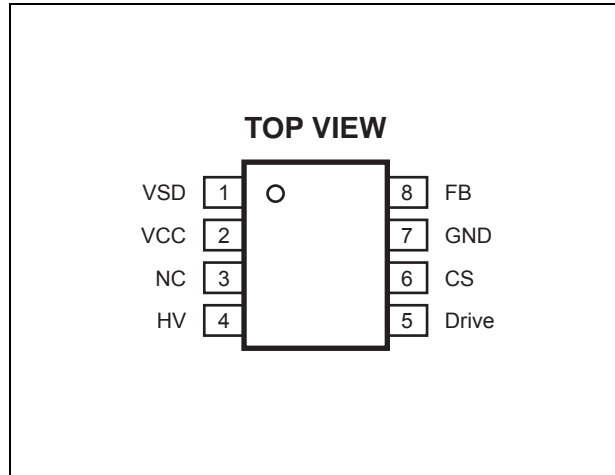 TOP VIEW
VSD 1 8 FB
VCC 2 7 GND
NC 3 6 CS
HV 4 5 Drive